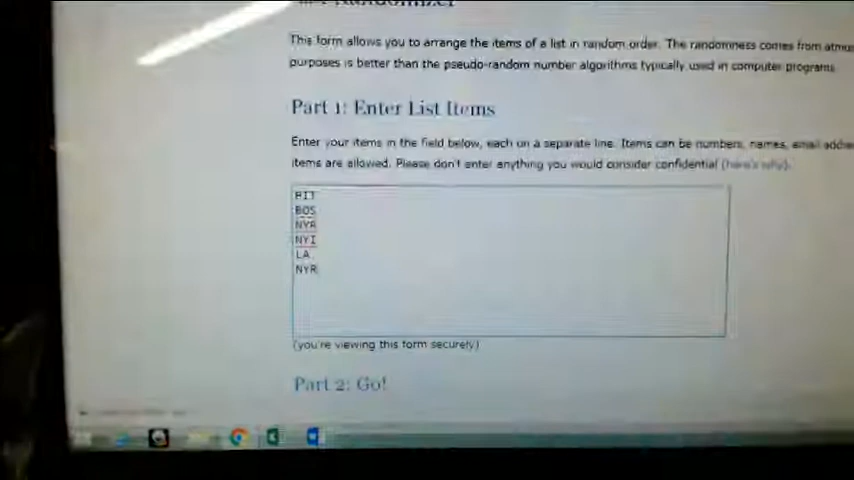 Randomizer
This form allows you to arrange the items of a list in random order. The randomness comes from
purposes is better than the pseudo-random number algorithms typically used in computer programs.
Part 1: Enter List Items
Enter your items in the field below, each on a separate line. Items can be numbers, names, email
items are allowed. Please don't enter anything you would consider confidential (here's why).
PIT
BOS
NYR
NYI
LA
NYR
(you're viewing this form securely)
Part 2: Go!